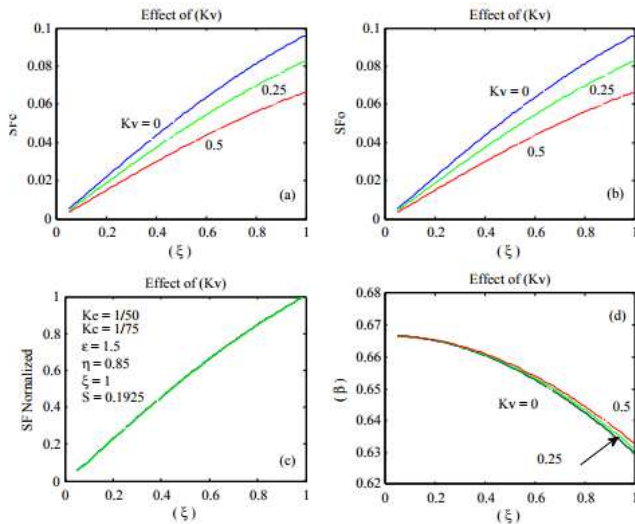 Effect of (Kv)
0.1
0.08
0.06
0.04
0.02
0
SFc
Kv = 0
0.25
0.5
(a)
0
0.2
0.4
0.6
0.8
1
( ξ )
Effect of (Kv)
0.1
0.08
0.06
0.04
0.02
0
SFo
Kv = 0
0.25
0.5
(b)
0
0.2
0.4
0.6
0.8
1
( ξ )
Effect of (Kv)
1
0.8
0.6
0.4
0.2
0
SF Nornalized
Ke = 1/50
Kc = 1/75
ε = 1.5
η = 0.85
ξ = 1
S = 0.1925
(c)
0
0.2
0.4
0.6
0.8
1
( ξ )
Effect of (Kv)
0.68
0.67
0.66
0.65
0.64
0.63
0.62
( β )
(d)
Kv = 0
0.5
0.25
0
0.2
0.4
0.6
0.8
1
( ξ )